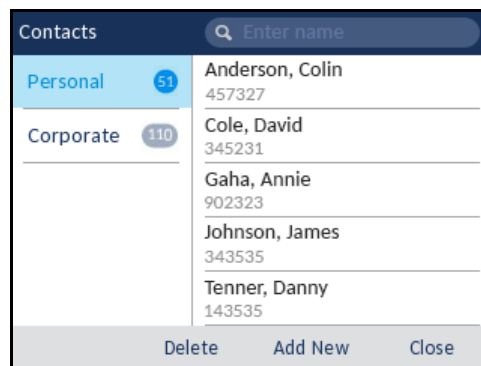 Contacts
Enter name
Personal 51
Corporate 110
Anderson, Colin
457327
Cole, David
345231
Gaha, Annie
902323
Johnson, James
343535
Tenner, Danny
143535
Delete Add New Close